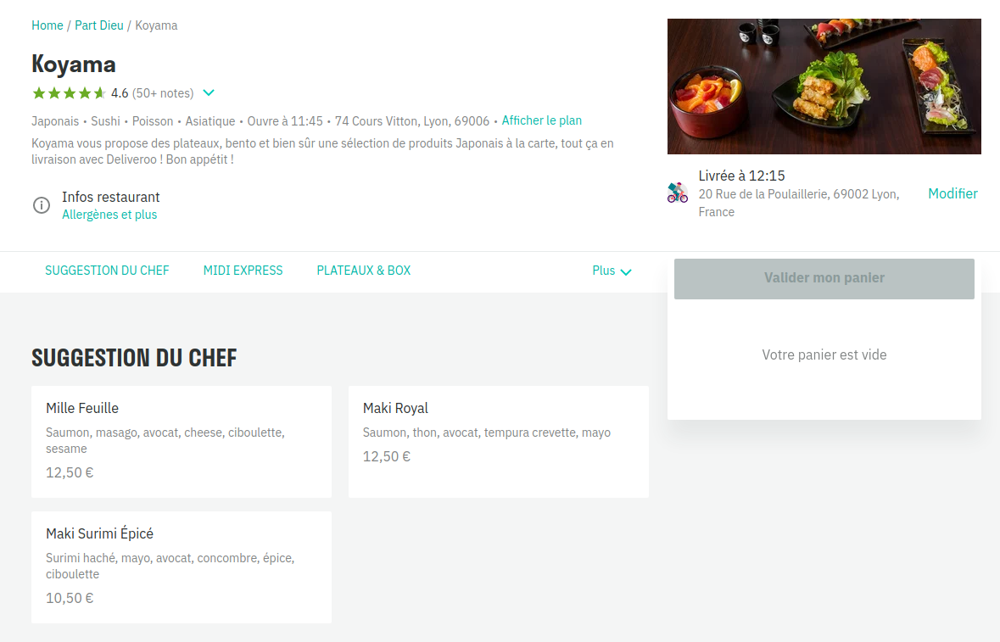 Home / Part Dieu / Koyama
Koyama
4.6 (50+ notes)
Japonais • Sushi • Poisson • Asiatique • Ouvre à 11:45 • 74 Cours Vitton, Lyon, 69006 • Afficher le plan
Koyama vous propose des plateaux, bento et bien sûr une sélection de produits Japonais à la carte, tout ça en
livraison avec Deliveroo ! Bon appétit !
Infos restaurant
Allergènes et plus
Livrée à 12:15
20 Rue de la Poulaillerie, 69002 Lyon,
France
Modifier
SUGGESTION DU CHEF
MIDI EXPRESS
PLATEAUX & BOX
Plus
Valider mon panier
Votre panier est vide
SUGGESTION DU CHEF
Mille Feuille
Saumon, masago, avocat, cheese, ciboulette,
sesame
12,50 €
Maki Royal
Saumon, thon, avocat, tempura crevette, mayo
12,50 €
Maki Surimi Épicé
Surimi haché, mayo, avocat, concombre, épice,
ciboulette
10,50 €